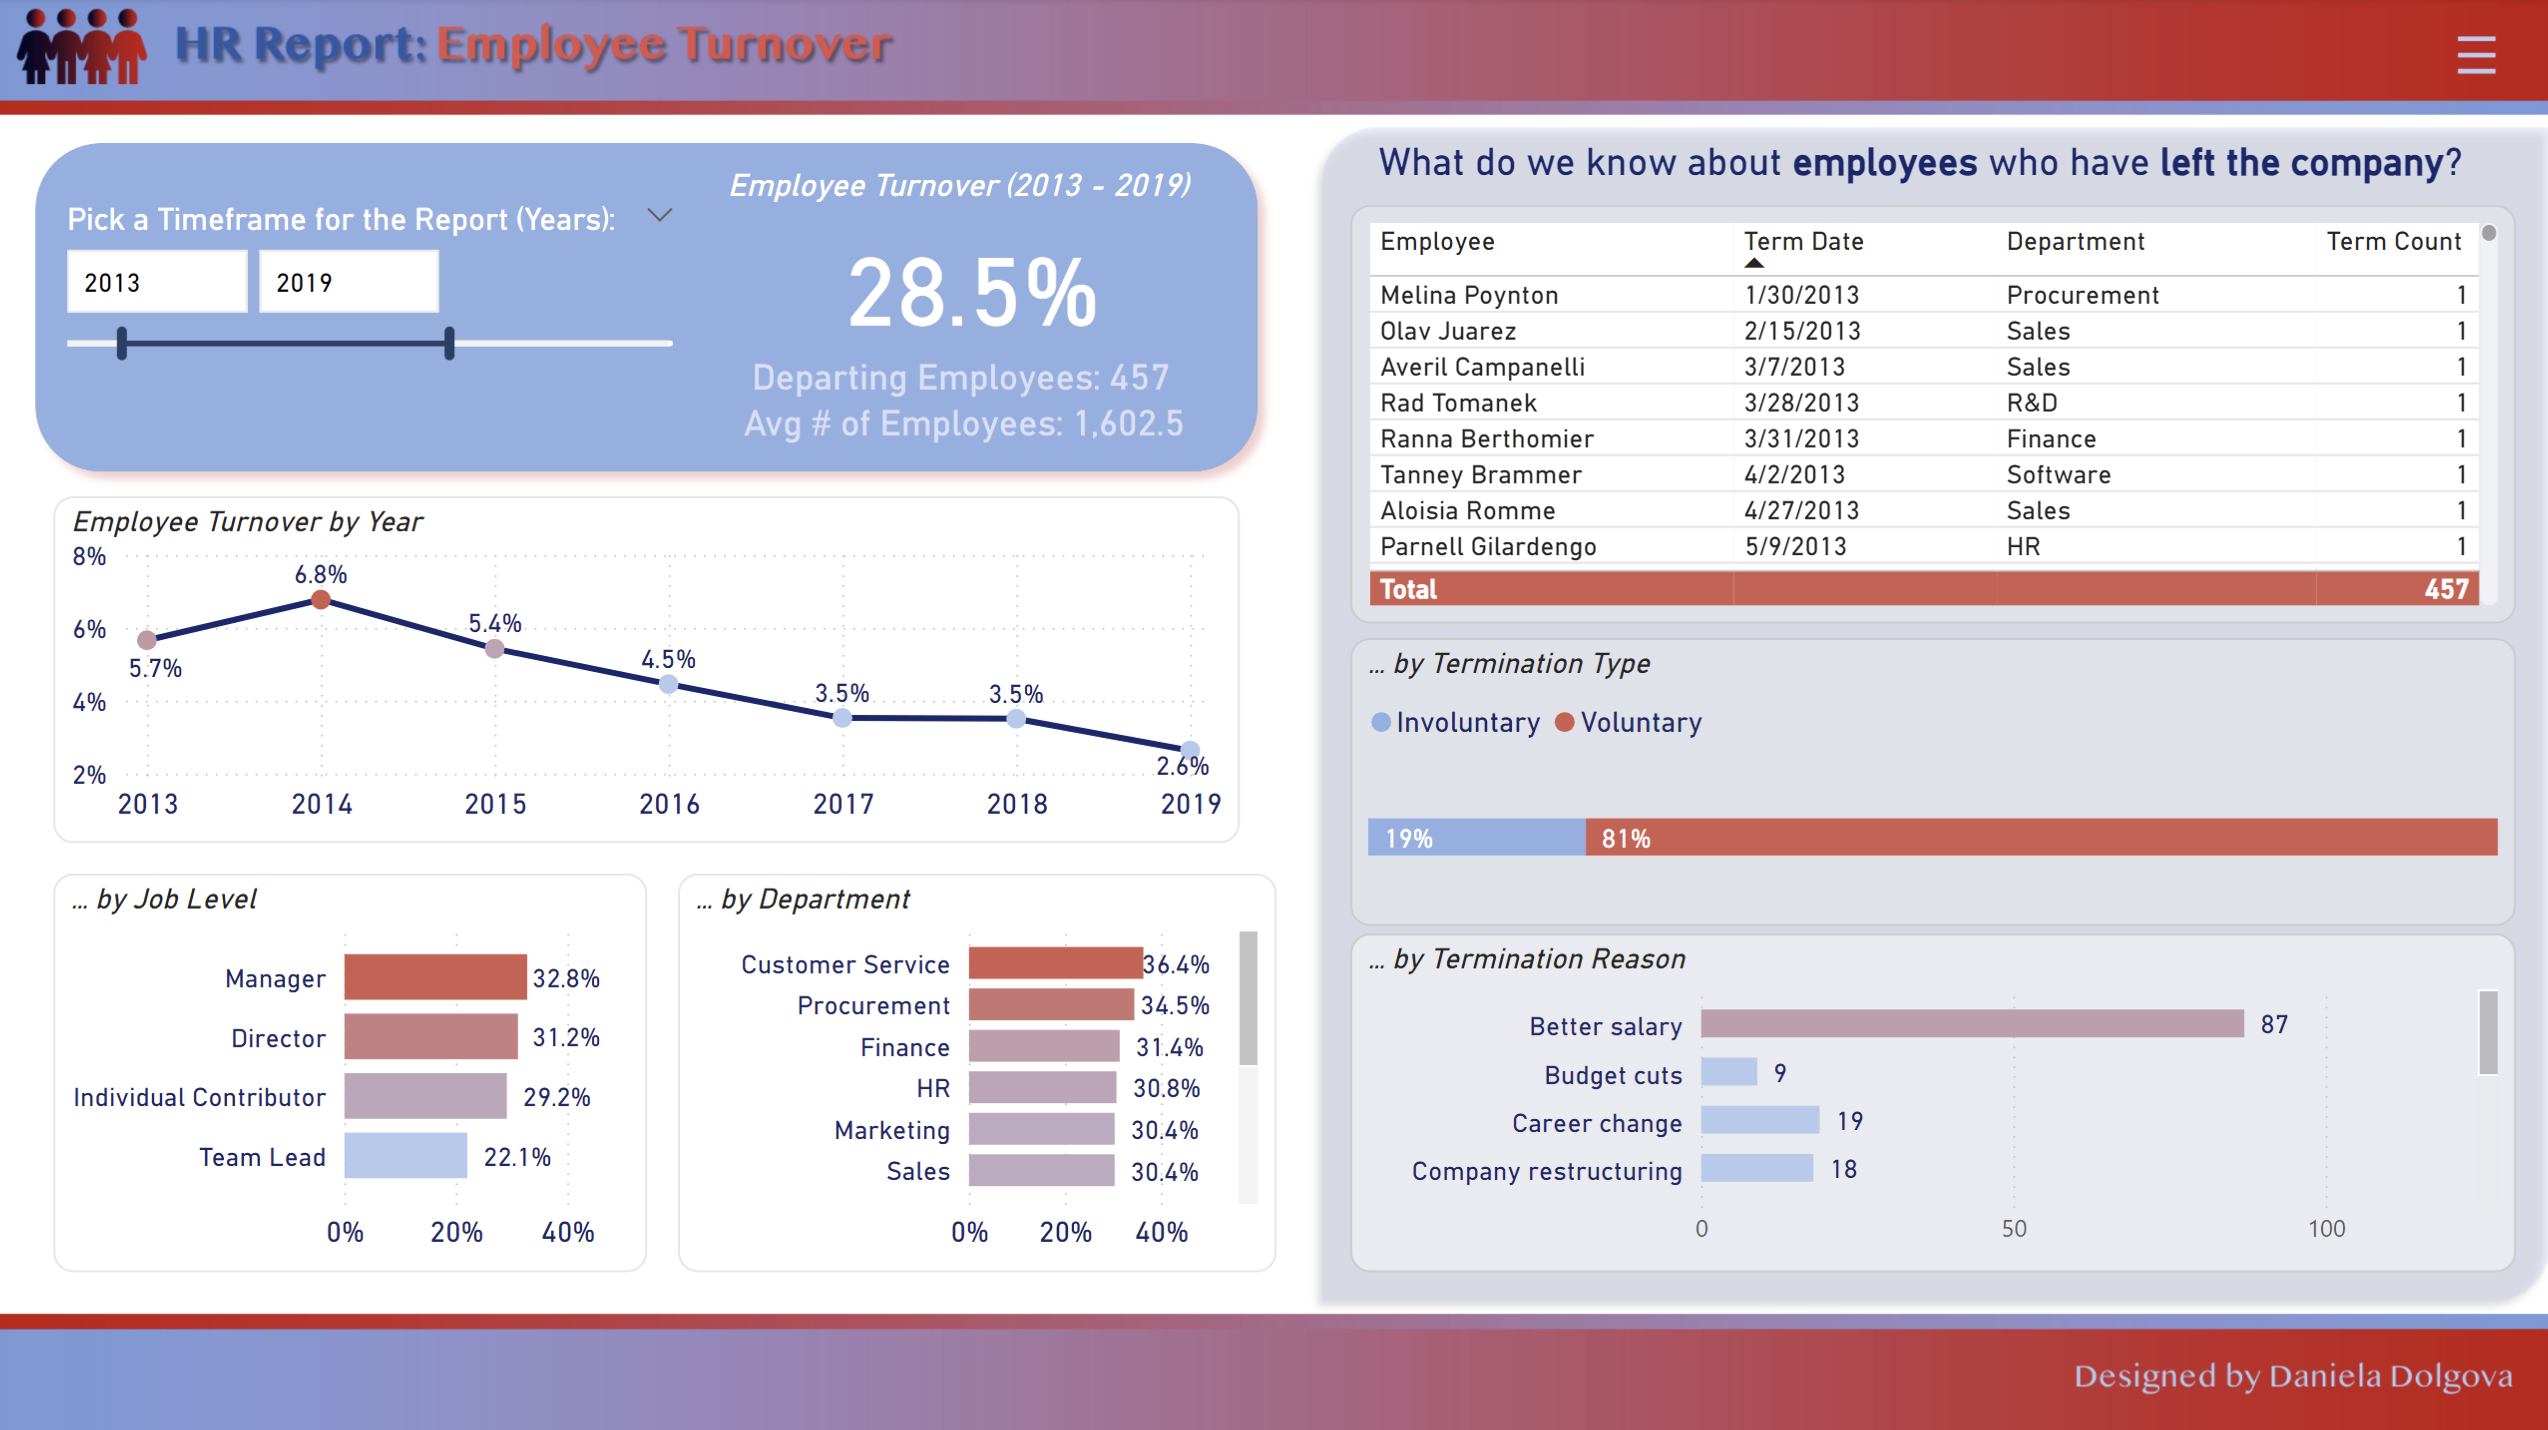 HR Report: Employee Turnover
Pick a Timeframe for the Report (Years):
2013
2019
Employee Turnover (2013 - 2019)
28.5%
Departing Employees: 457
Avg # of Employees: 1,602.5
Employee Turnover by Year
8%
6%
4%
2%
5.7%
6.8%
5.4%
4.5%
3.5%
3.5%
2.6%
2013 2014 2015 2016 2017 2018 2019
... by Job Level
Manager 32.8%
Director 31.2%
Individual Contributor 29.2%
Team Lead 22.1%
0% 20% 40%
... by Department
Customer Service 36.4%
Procurement 34.5%
Finance 31.4%
HR 30.8%
Marketing 30.4%
Sales 30.4%
0% 20% 40%
What do we know about employees who have left the company?
Employee Term Date Department Term Count
Melina Poynton 1/30/2013 Procurement 1
Olav Juarez 2/15/2013 Sales 1
Averil Campanelli 3/7/2013 Sales 1
Rad Tomanek 3/28/2013 R&D 1
Ranna Berthomier 3/31/2013 Finance 1
Tanney Brammer 4/2/2013 Software 1
Aloisia Romme 4/27/2013 Sales 1
Parnell Gilardengo 5/9/2013 HR 1
Total 457
... by Termination Type
Involuntary Voluntary
19% 81%
... by Termination Reason
Better salary 87
Budget cuts 9
Career change 19
Company restructuring 18
0 50 100
Designed by Daniela Dolgova